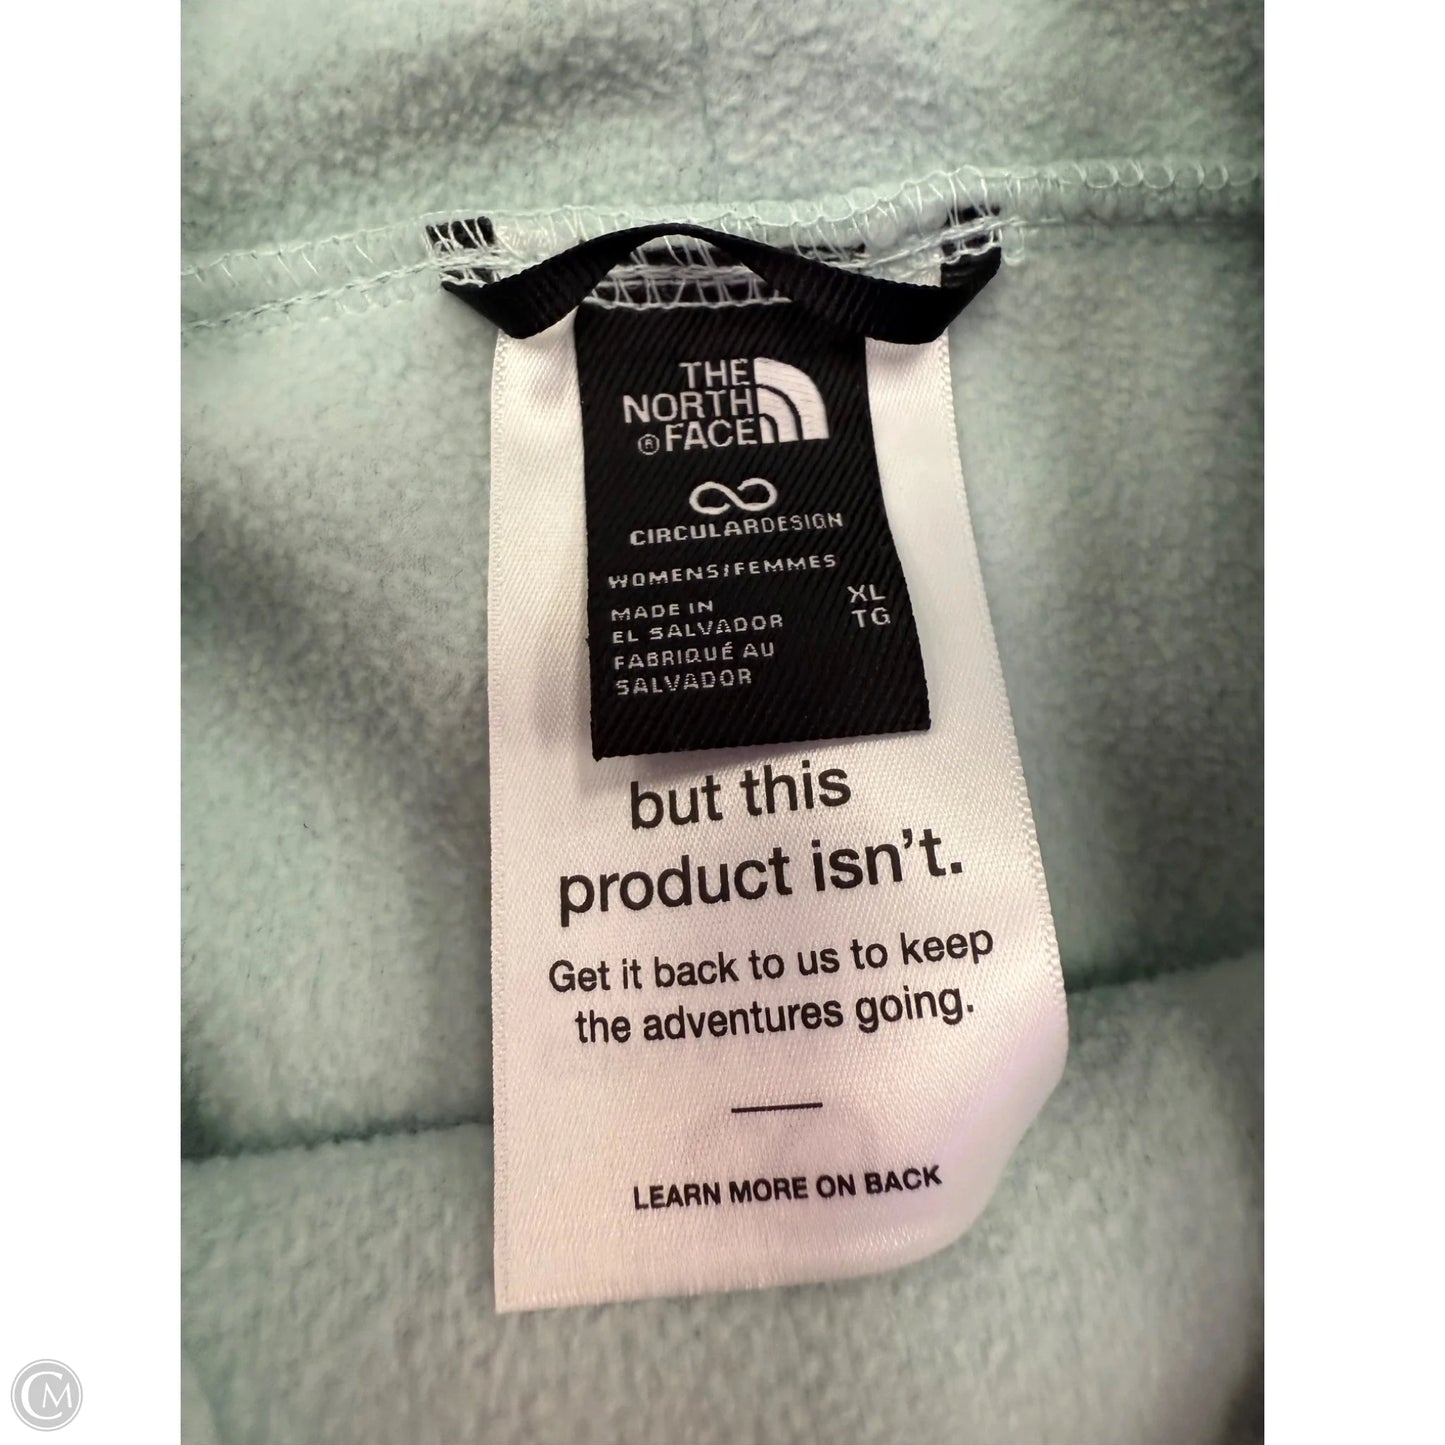 THE
NORTH
® FACE
CIRCULARDESIGN
WOMENS/FEMMES
MADE IN
EL SALVADOR
FABRIQUÉ AU
SALVADOR
XL
TG
but this
product isn't.
Get it back to us to keep
the adventures going.
LEARN MORE ON BACK
CM